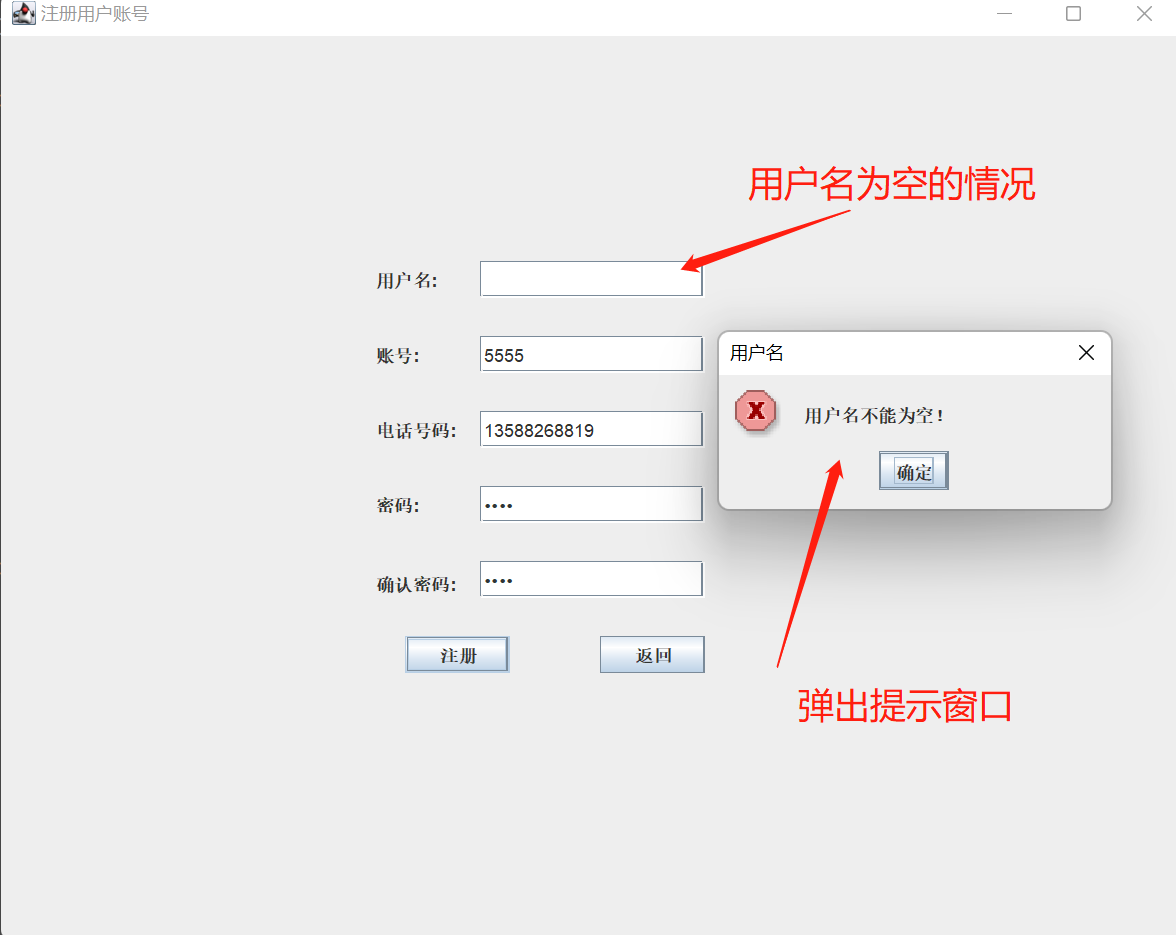 注册用户账号
用户名为空的情况
用户名:
账号: 5555
用户名
用户名不能为空!
电话号码: 13588268819
确定
密码: ••••
确认密码: ••••
注册 返回
弹出提示窗口